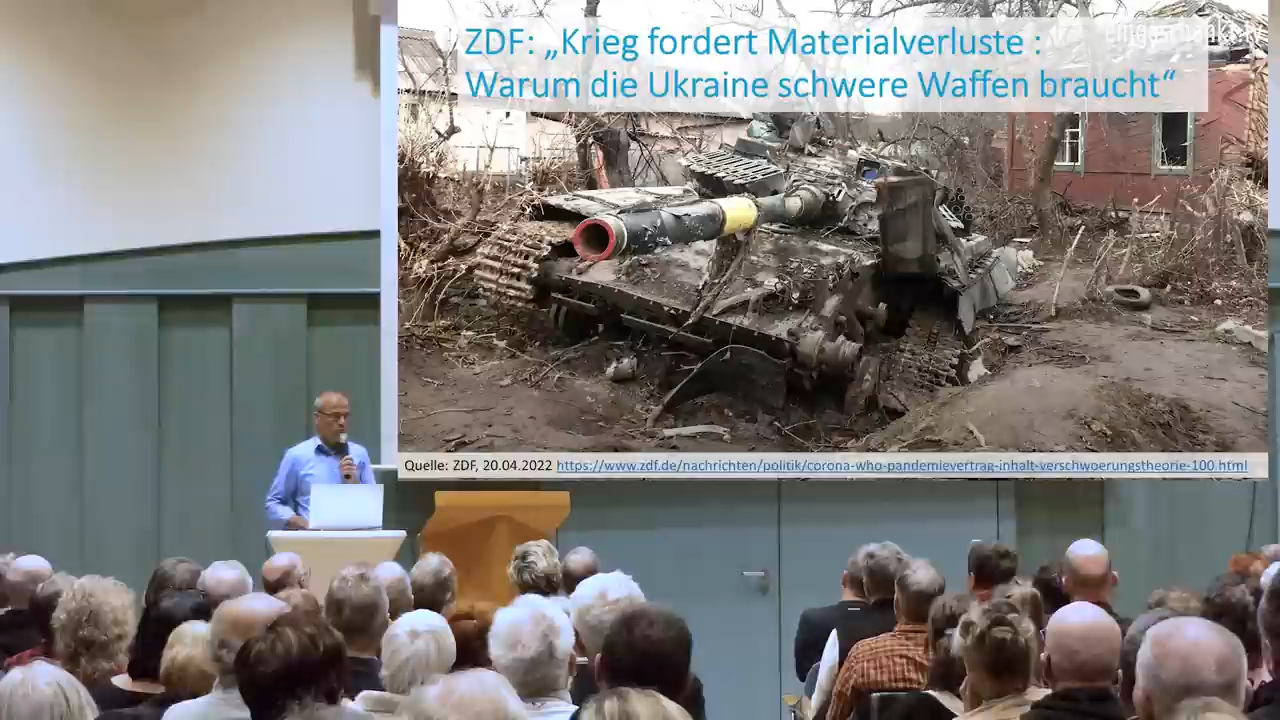 ZDF: „Krieg fordert Materialverluste :
Warum die Ukraine schwere Waffen braucht“
Quelle: ZDF, 20.04.2022 https://www.zdf.de/nachrichten/politik/corona-who-pandemievertrag-inhalt-verschwoerungstheorie-100.html